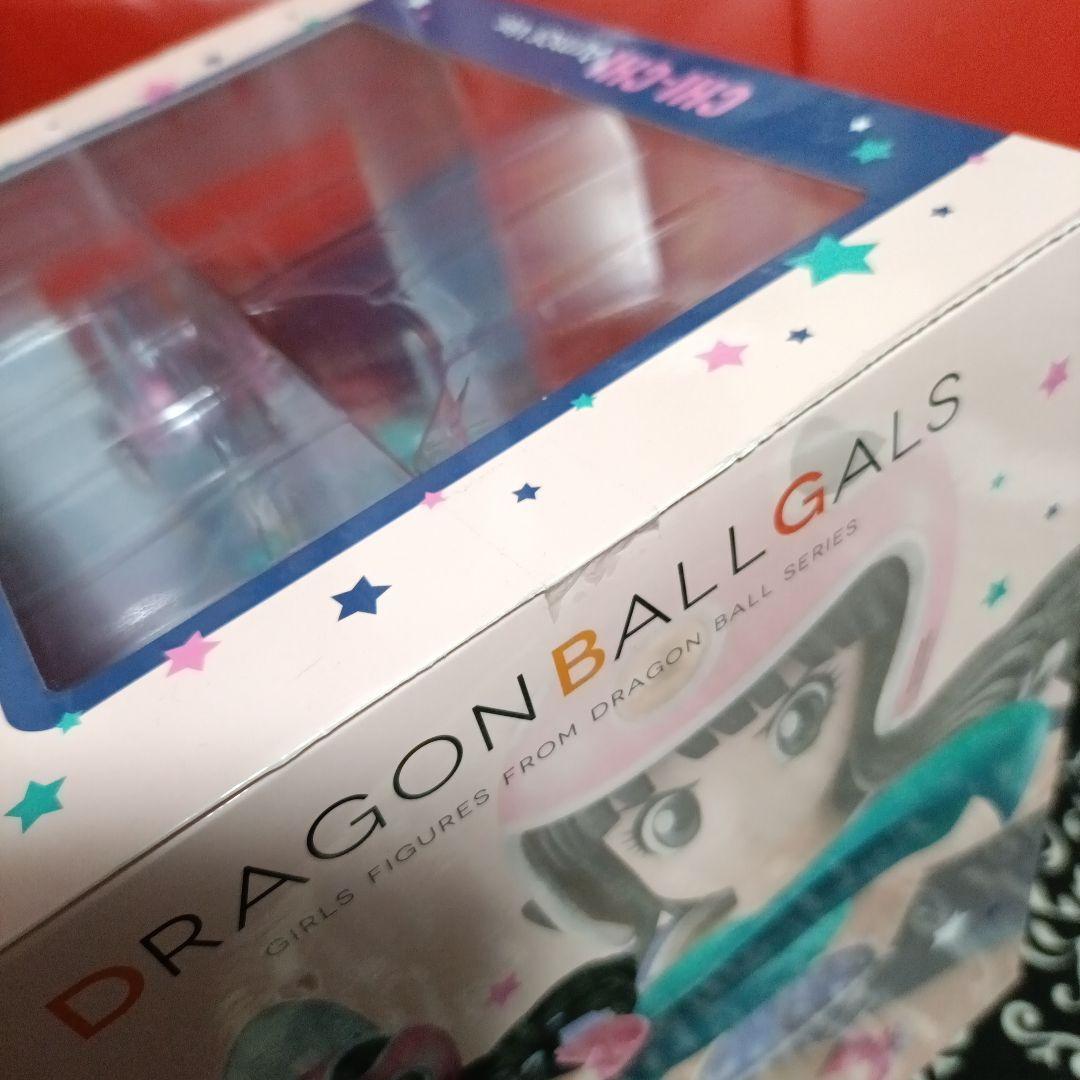 CHI-CHI
DRAGON BALL GALS
GIRLS FIGURES FROM DRAGON BALL SERIES